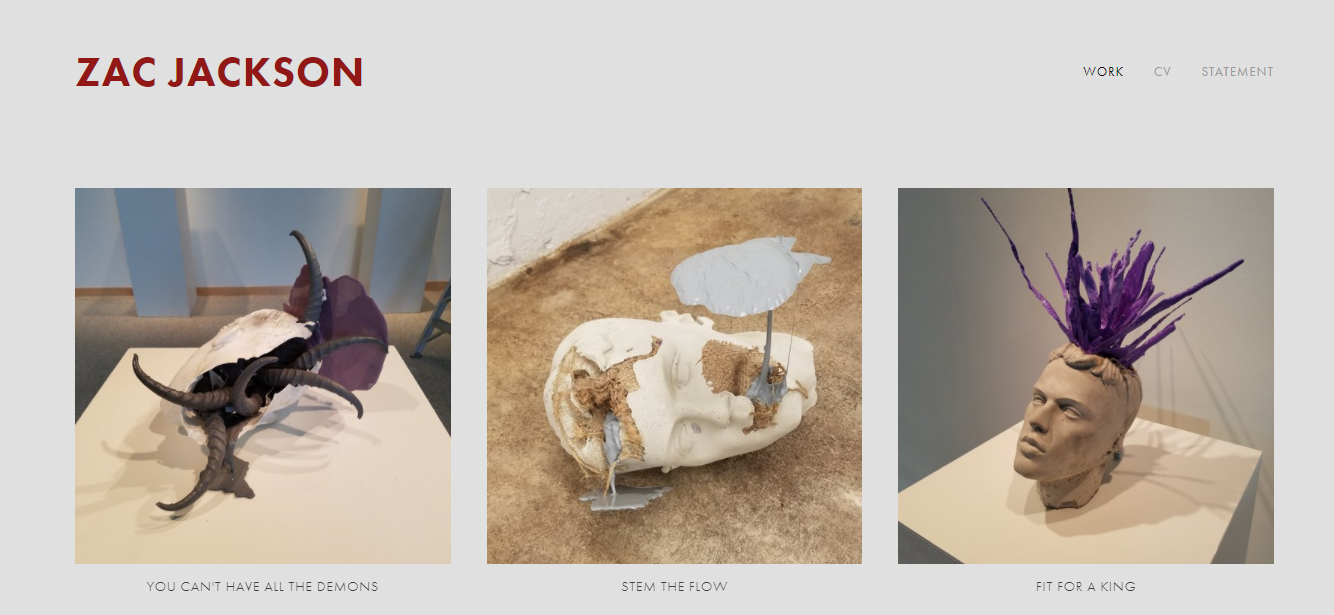 ZAC JACKSON
WORK CV STATEMENT
YOU CAN'T HAVE ALL THE DEMONS
STEM THE FLOW
FIT FOR A KING